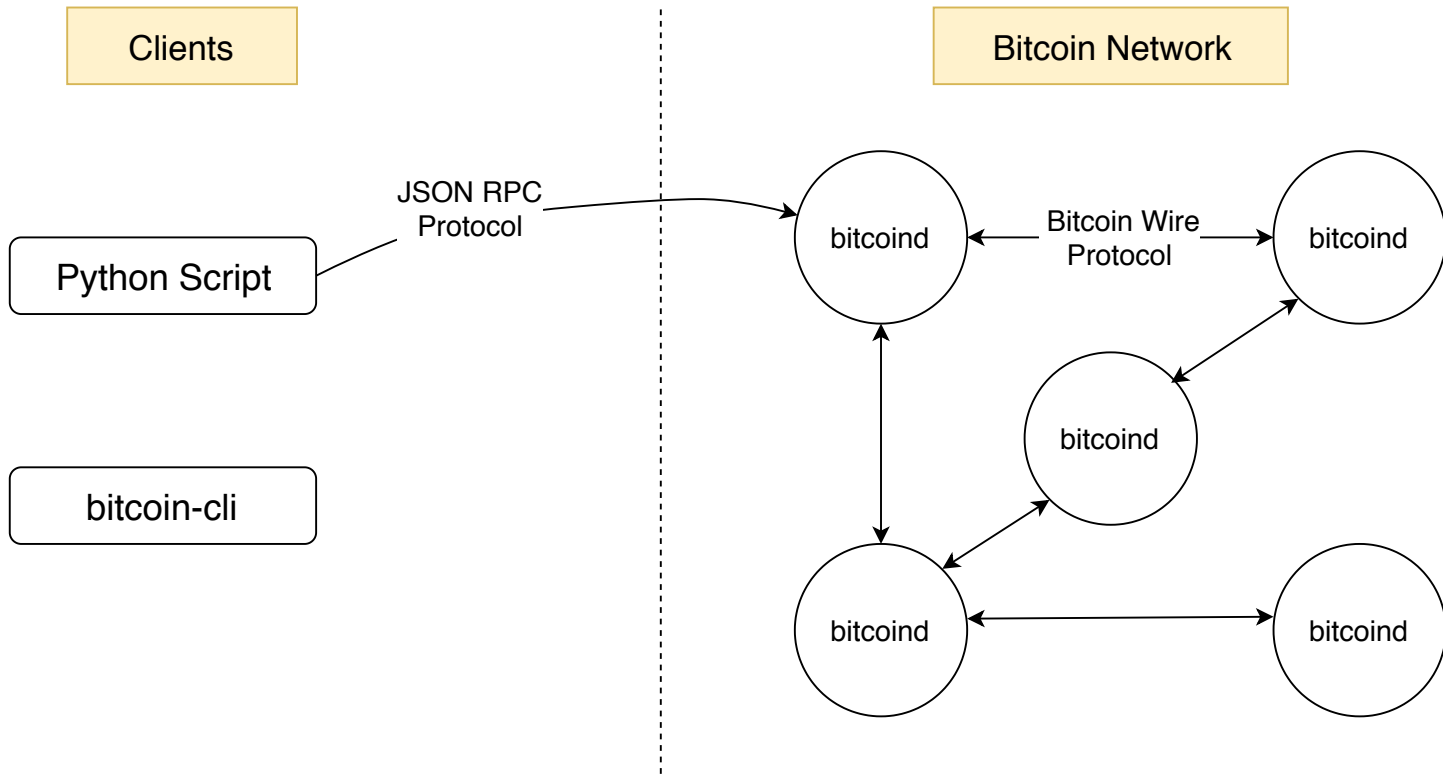 Clients
Bitcoin Network
JSON RPC
Protocol
Python Script
bitcoind
Bitcoin Wire
Protocol
bitcoind
bitcoind
bitcoin-cli
bitcoind
bitcoind